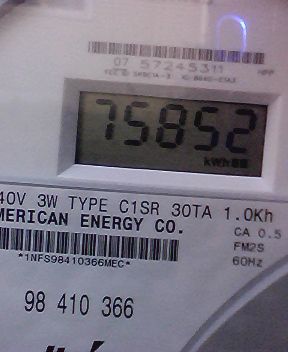 07 57245311
75852
kWh
40V 3W TYPE C1SR 30TA 1.0Kh
MERICAN ENERGY CO.
CA 0.5
*1NFS98410366MEC*
FM2S
60Hz
98 410 366